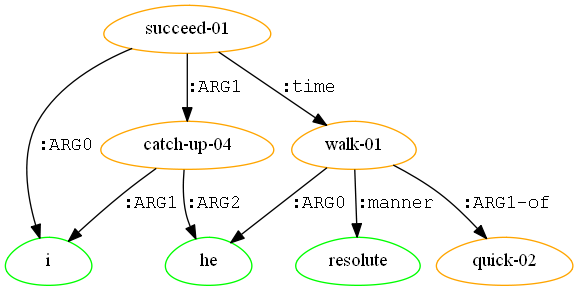 succeed-01
:ARG1
:time
:ARG0
catch-up-04
walk-01
:ARG1
:ARG2
:ARG0
:manner
:ARG1-of
i
he
resolute
quick-02